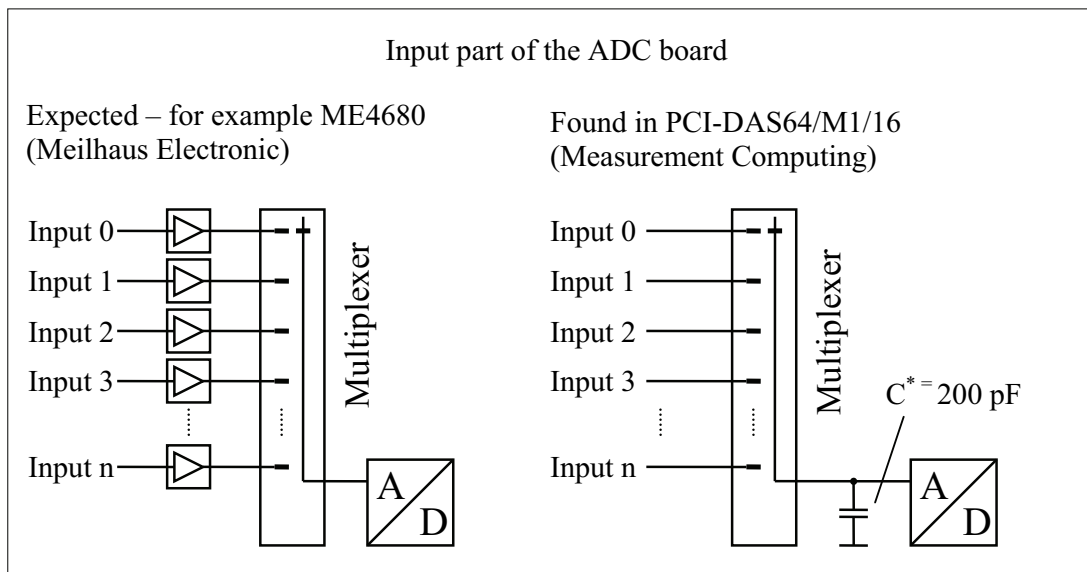 Input part of the ADC board
Expected – for example ME4680
(Meilhaus Electronic)
Input 0
Input 1
Input 2
Input 3
Input n
Multiplexer
A
D
Found in PCI-DAS64/M1/16
(Measurement Computing)
Input 0
Input 1
Input 2
Input 3
Input n
Multiplexer
C* = 200 pF
A
D